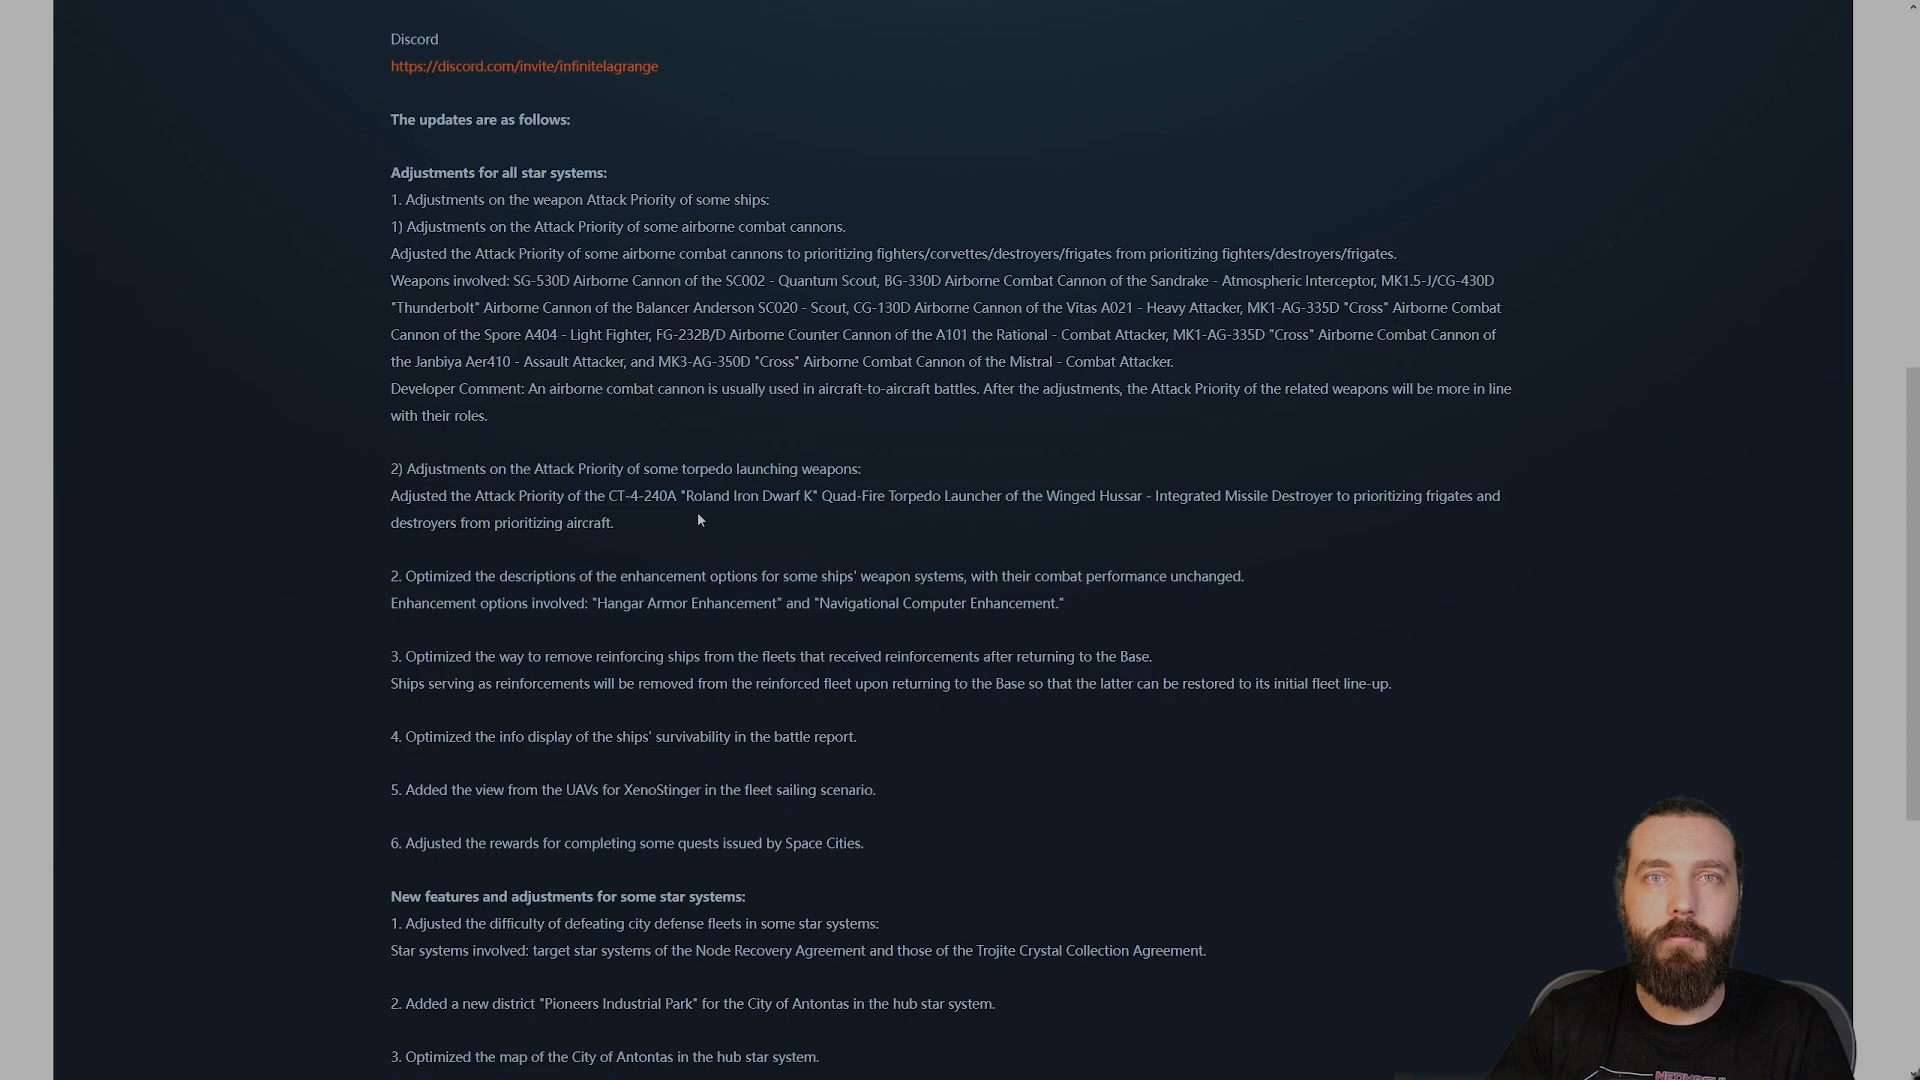 Discord
https://discord.com/invite/infinitelagrange
The updates are as follows:
Adjustments for all star systems:
1. Adjustments on the weapon Attack Priority of some ships:
1) Adjustments on the Attack Priority of some airborne combat cannons.
Adjusted the Attack Priority of some airborne combat cannons to prioritizing fighters/corvettes/destroyers/frigates from prioritizing fighters/destroyers/frigates.
Weapons involved: SG-530D Airborne Cannon of the SC002 - Quantum Scout, BG-330D Airborne Combat Cannon of the Sandrake - Atmospheric Interceptor, MK1.5-J/CG-430D
"Thunderbolt" Airborne Cannon of the Balancer Anderson SC020 - Scout, CG-130D Airborne Cannon of the Vitas A021 - Heavy Attacker, MK1-AG-335D "Cross" Airborne Combat
Cannon of the Spore A404 - Light Fighter, FG-232B/D Airborne Counter Cannon of the A101 the Rational - Combat Attacker, MK1-AG-335D "Cross" Airborne Combat Cannon of
the Janbiya Aer410 - Assault Attacker, and MK3-AG-350D "Cross" Airborne Combat Cannon of the Mistral - Combat Attacker.
Developer Comment: An airborne combat cannon is usually used in aircraft-to-aircraft battles. After the adjustments, the Attack Priority of the related weapons will be more in line
with their roles.
2) Adjustments on the Attack Priority of some torpedo launching weapons:
Adjusted the Attack Priority of the CT-4-240A "Roland Iron Dwarf K" Quad-Fire Torpedo Launcher of the Winged Hussar - Integrated Missile Destroyer to prioritizing frigates and
destroyers from prioritizing aircraft.
2. Optimized the descriptions of the enhancement options for some ships' weapon systems, with their combat performance unchanged.
Enhancement options involved: "Hangar Armor Enhancement" and "Navigational Computer Enhancement."
3. Optimized the way to remove reinforcing ships from the fleets that received reinforcements after returning to the Base.
Ships serving as reinforcements will be removed from the reinforced fleet upon returning to the Base so that the latter can be restored to its initial fleet line-up.
4. Optimized the info display of the ships' survivability in the battle report.
5. Added the view from the UAVs for XenoStinger in the fleet sailing scenario.
6. Adjusted the rewards for completing some quests issued by Space Cities.
New features and adjustments for some star systems:
1. Adjusted the difficulty of defeating city defense fleets in some star systems:
Star systems involved: target star systems of the Node Recovery Agreement and those of the Trojite Crystal Collection Agreement.
2. Added a new district "Pioneers Industrial Park" for the City of Antontas in the hub star system.
3. Optimized the map of the City of Antontas in the hub star system.